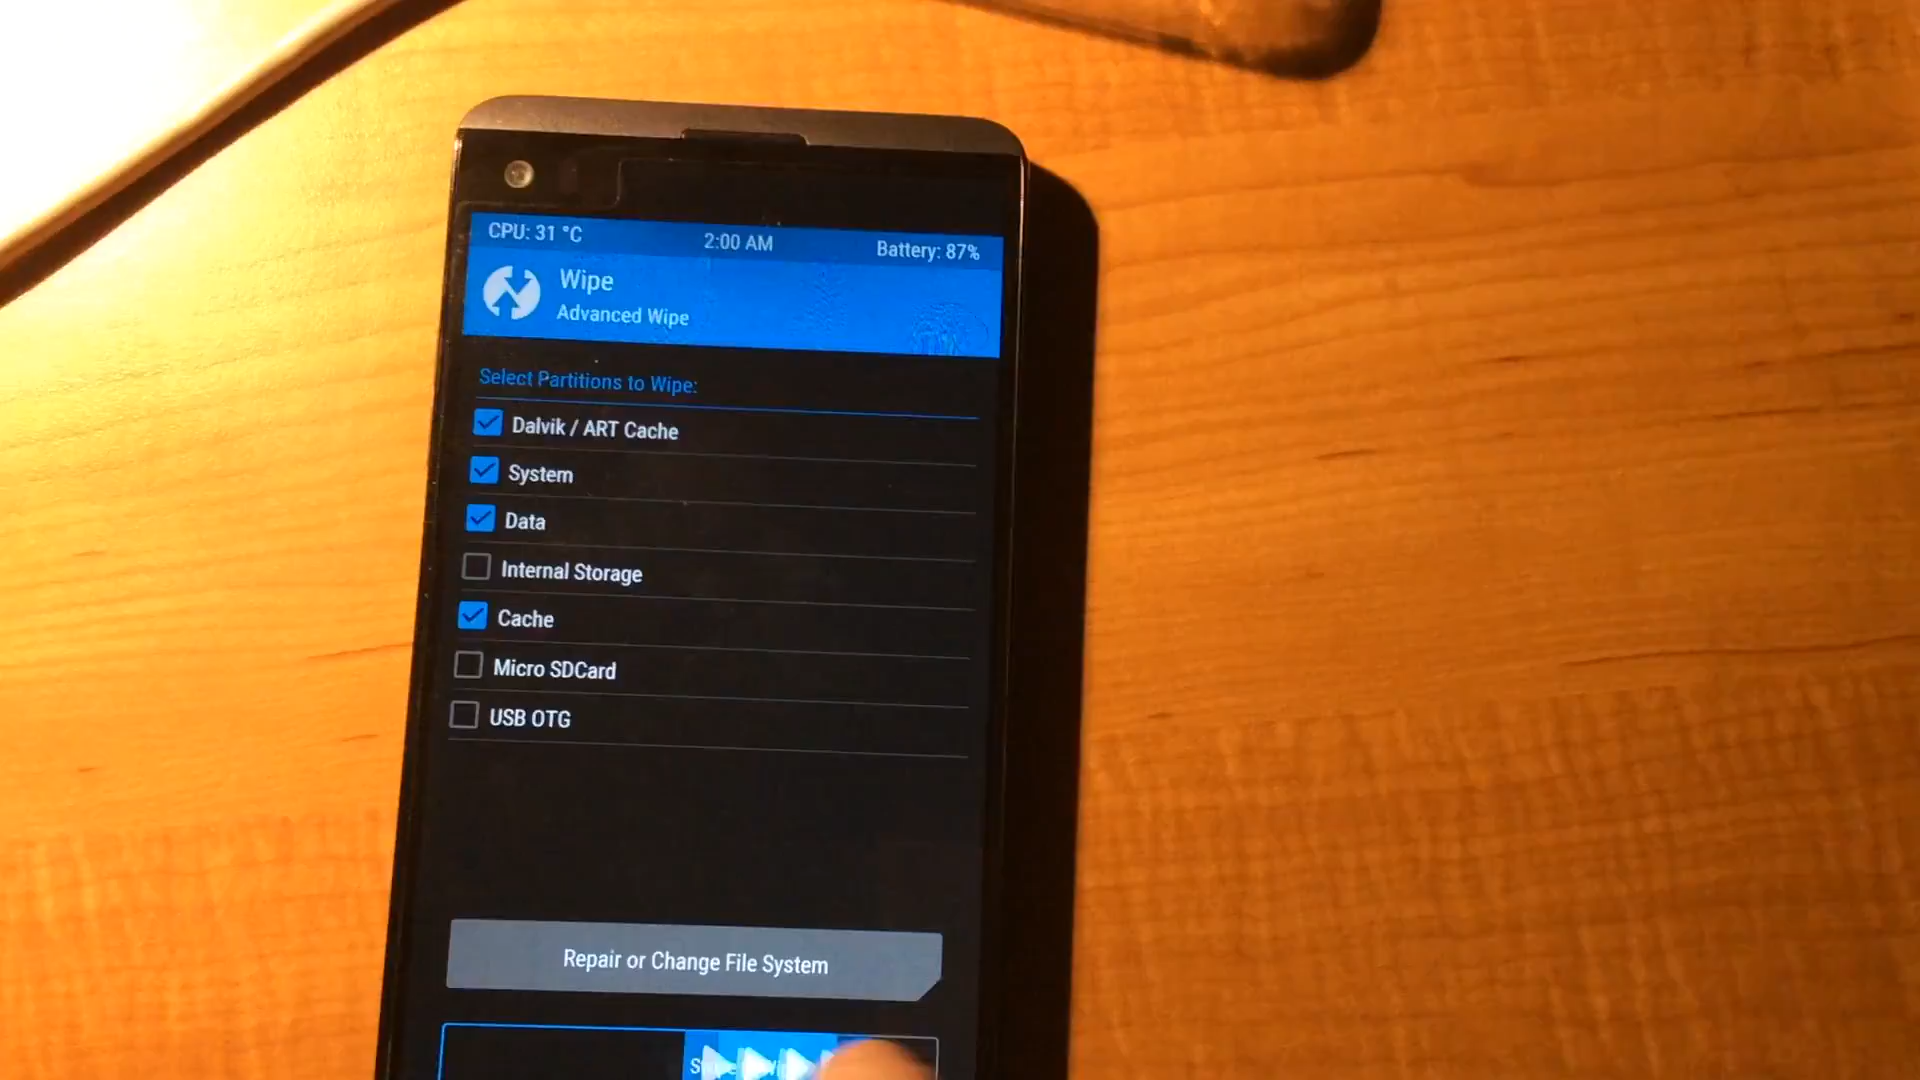 CPU: 31 °C 2:00 AM Battery: 87%
Wipe
Advanced Wipe
Select Partitions to Wipe:
Dalvik / ART Cache
System
Data
Internal Storage
Cache
Micro SDCard
USB OTG
Repair or Change File System